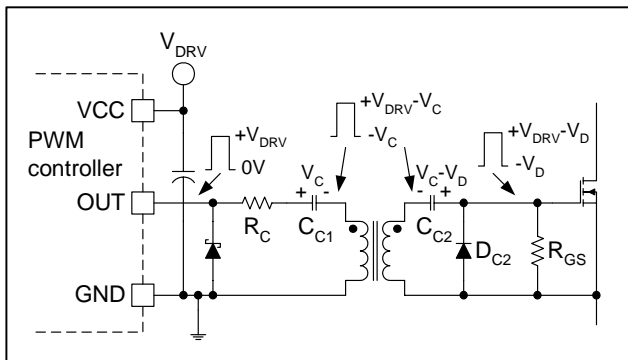 VDRV
VCC
PWM
controller
OUT
GND
+VDRV
0V
RC
VC
+ -
CC1
+VDRV-VC
-VC
VC-VD
- +
CC2
+VDRV-VD
-VD
DC2
RGS